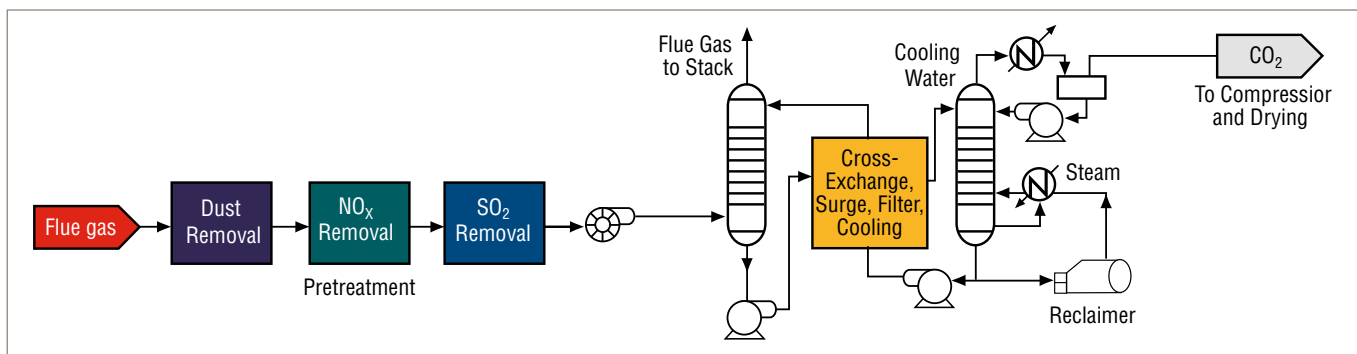 Flue gas
Dust
Removal
NOX
Removal
SO2
Removal
Pretreatment
Flue Gas
to Stack
Cross-
Exchange,
Surge, Filter,
Cooling
Cooling
Water
Steam
Reclaimer
CO2
To Compressior
and Drying